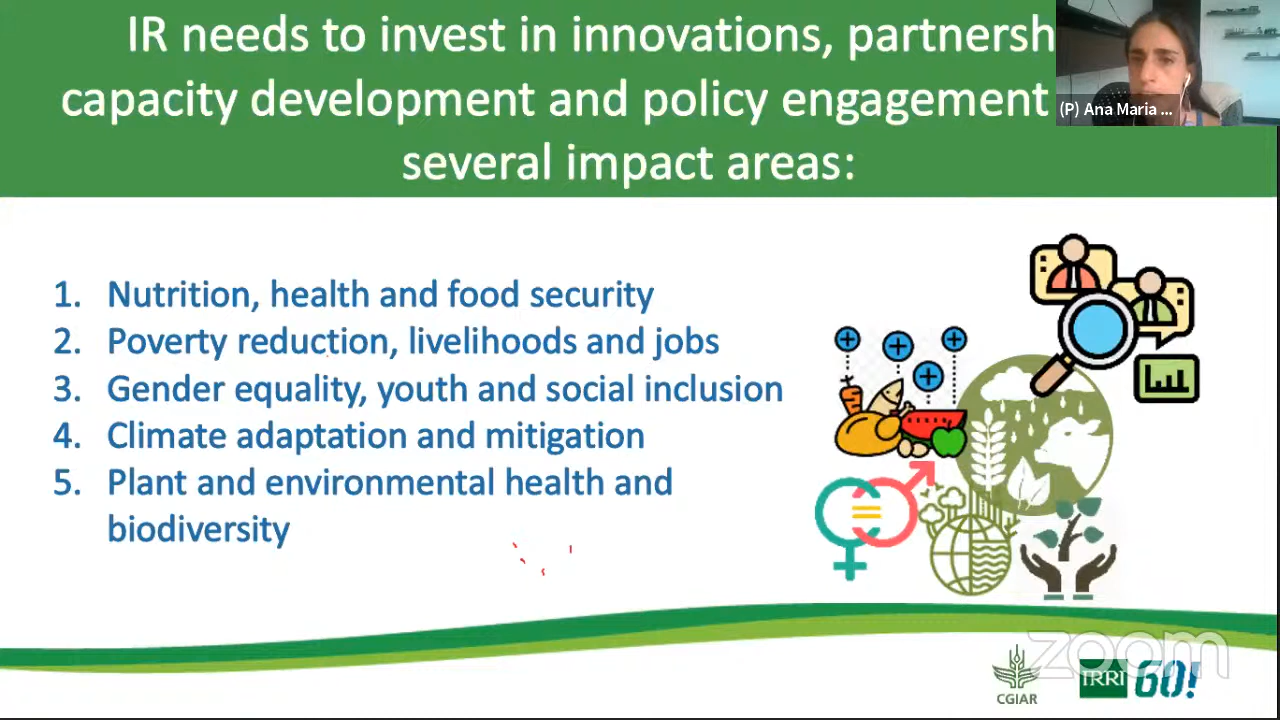 IR needs to invest in innovations, partnersh
capacity development and policy engagement
several impact areas:
(P) Ana Maria ...
1. Nutrition, health and food security
2. Poverty reduction, livelihoods and jobs
3. Gender equality, youth and social inclusion
4. Climate adaptation and mitigation
5. Plant and environmental health and
biodiversity
zoom
CGIAR
IRRI 60!